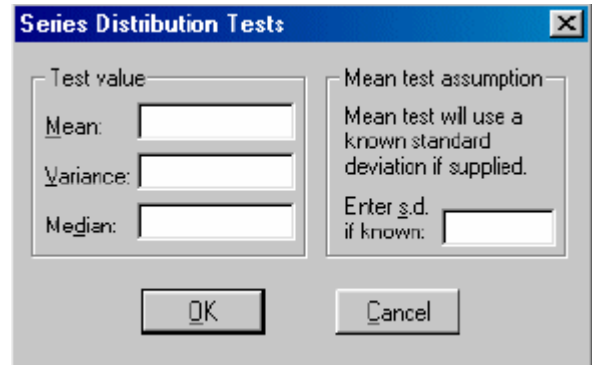 Series Distribution Tests
Test value
Mean:
Variance:
Median:
Mean test assumption
Mean test will use a
known standard
deviation if supplied.
Enter s.d.
if known:
OK
Cancel